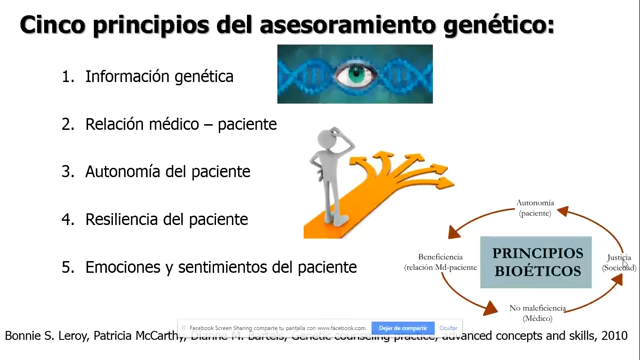 Cinco principios del asesoramiento genético:
1. Información genética
2. Relación médico – paciente
3. Autonomía del paciente
4. Resiliencia del paciente
5. Emociones y sentimientos del paciente
Autonomía
(paciente)
Beneficencia
(relación Md-paciente
PRINCIPIOS
BIOÉTICOS
Justicia
(Sociedad)
No maleficiencia
(Médico)
Facebook Screen Sharing comparte tu pantalla con www.facebook.com.
Dejar de compartir
Ocultar
Bonnie S. Leroy, Patricia McCarthy, Dianne M. Bartels, Genetic counseling practice, advanced concepts and skills, 2010